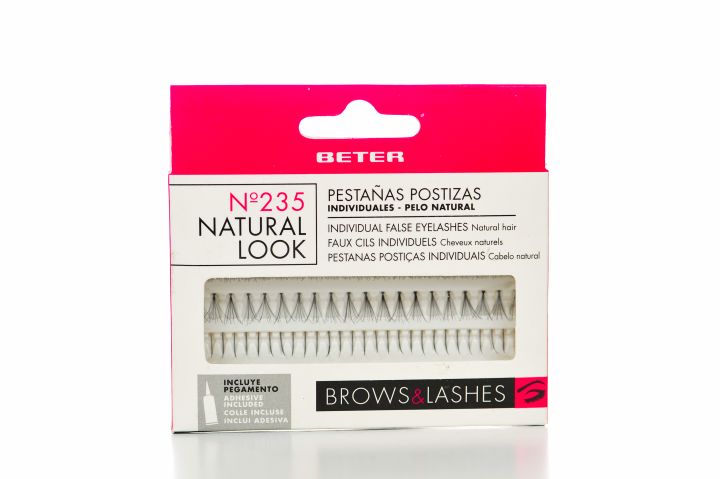 BETER
Nº235
NATURAL
LOOK
PESTAÑAS POSTIZAS
INDIVIDUALES - PELO NATURAL
INDIVIDUAL FALSE EYELASHES Natural hair
FAUX CILS INDIVIDUELS Cheveux naturels
PESTANAS POSTIÇAS INDIVIDUAIS Cabelo natural
INCLUYE
PEGAMENTO
ADHESIVE
INCLUDED
COLLE INCLUSE
INCLUI ADESIVA
BROWS&LASHES